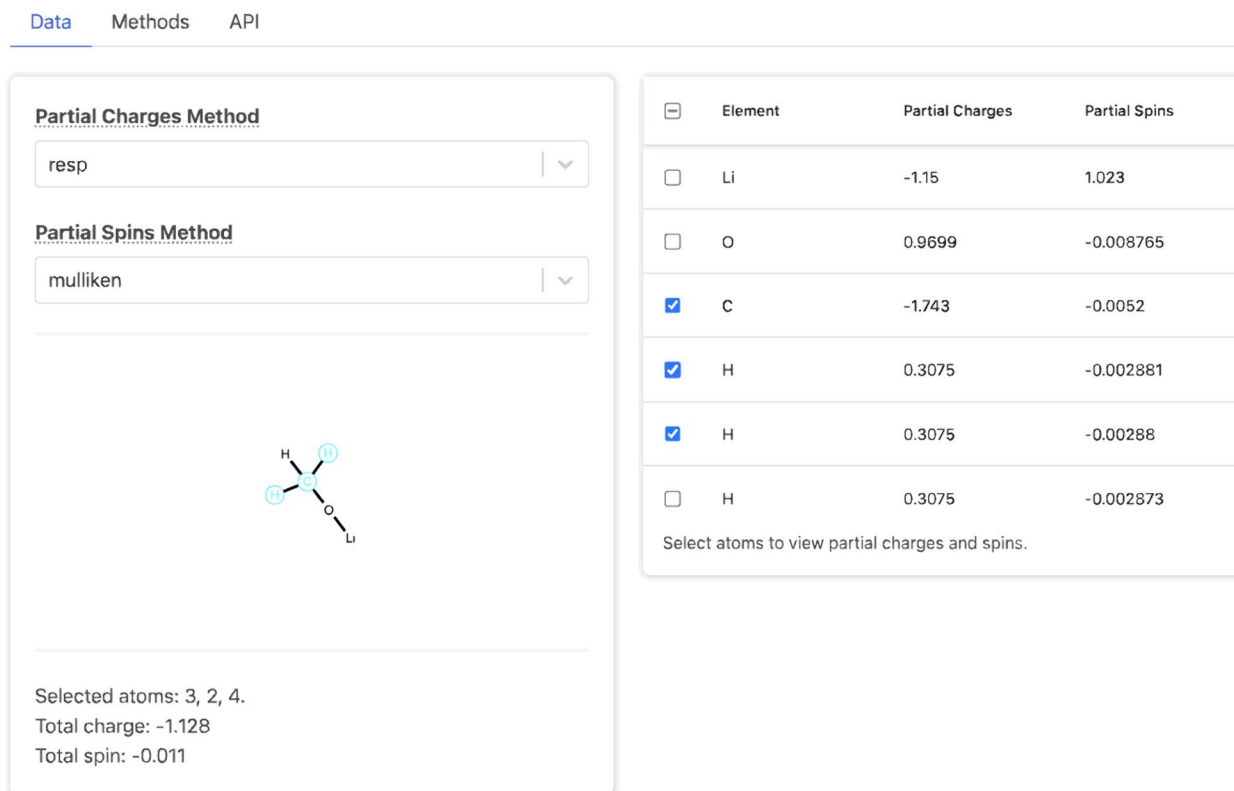 Data Methods API
Partial Charges Method
resp
Partial Spins Method
mulliken
H H
C
H
O
Li
Selected atoms: 3, 2, 4.
Total charge: -1.128
Total spin: -0.011
Element Partial Charges Partial Spins
Li -1.15 1.023
O 0.9699 -0.008765
C -1.743 -0.0052
H 0.3075 -0.002881
H 0.3075 -0.00288
H 0.3075 -0.002873
Select atoms to view partial charges and spins.